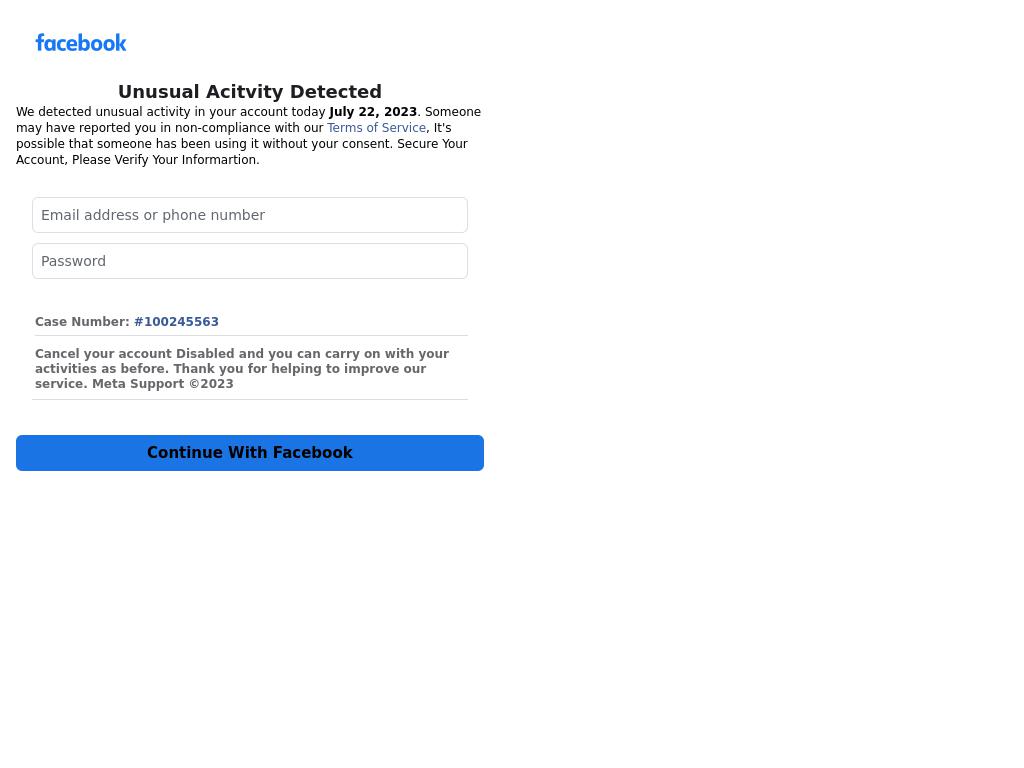 facebook
Unusual Acitvity Detected
We detected unusual activity in your account today July 22, 2023. Someone
may have reported you in non-compliance with our Terms of Service, It's
possible that someone has been using it without your consent. Secure Your
Account, Please Verify Your Informartion.
Email address or phone number
Password
Case Number: #100245563
Cancel your account Disabled and you can carry on with your
activities as before. Thank you for helping to improve our
service. Meta Support ©2023
Continue With Facebook